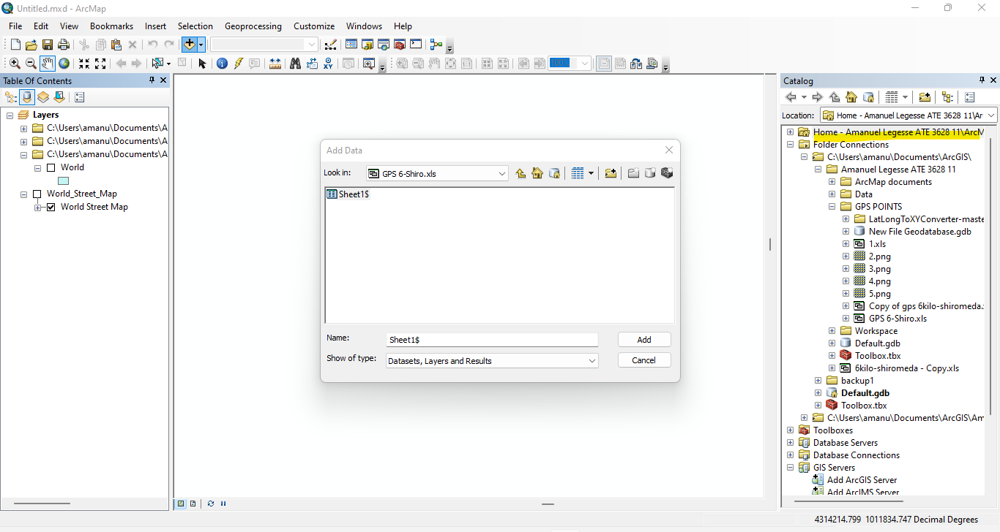 Untitled.mxd - ArcMap
File Edit View Bookmarks Insert Selection Geoprocessing Customize Windows Help
100%
Table Of Contents
Layers
C:\Users\amanu\Documents\A
C:\Users\amanu\Documents\A
C:\Users\amanu\Documents\A
World
World_Street_Map
World Street Map
Add Data
Look in: GPS 6-Shiro.xls
Sheet1$
Name: Sheet1$
Add
Show of type: Datasets, Layers and Results
Cancel
Catalog
Location: Home - Amanuel Legesse ATE 3628 11\Ar
Home - Amanuel Legesse ATE 3628 11\ArcM
Folder Connections
C:\Users\amanu\Documents\ArcGIS\
Amanuel Legesse ATE 3628 11
ArcMap documents
Data
GPS POINTS
LatLongToXYConverter-maste
New File Geodatabase.gdb
1.xls
2.png
3.png
4.png
5.png
Copy of gps 6kilo-shiromeda.
GPS 6-Shiro.xls
Workspace
Default.gdb
Toolbox.tbx
6kilo-shiromeda - Copy.xls
backup1
Default.gdb
Toolbox.tbx
C:\Users\amanu\Documents\ArcGIS\Am
Toolboxes
Database Servers
Database Connections
GIS Servers
Add ArcGIS Server
Add ArcIMS Server
4314214.799 1011834.747 Decimal Degrees